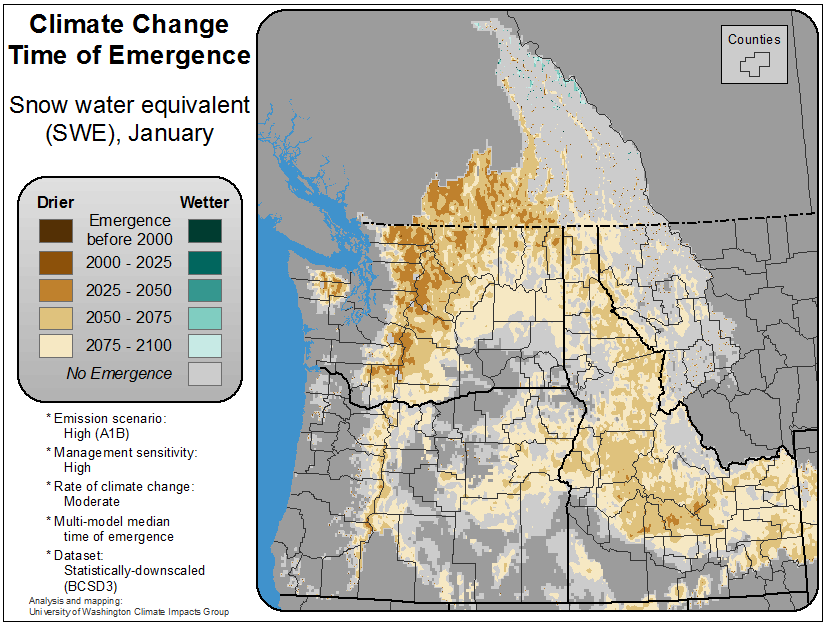 Climate Change
Time of Emergence
Snow water equivalent
(SWE), January
Counties
Drier
Wetter
Emergence
before 2000
2000 - 2025
2025 - 2050
2050 - 2075
2075 - 2100
No Emergence
* Emission scenario:
High (A1B)
* Management sensitivity:
High
* Rate of climate change:
Moderate
* Multi-model median
time of emergence
* Dataset:
Statistically-downscaled
(BCSD3)
Analysis and mapping:
University of Washington Climate Impacts Group